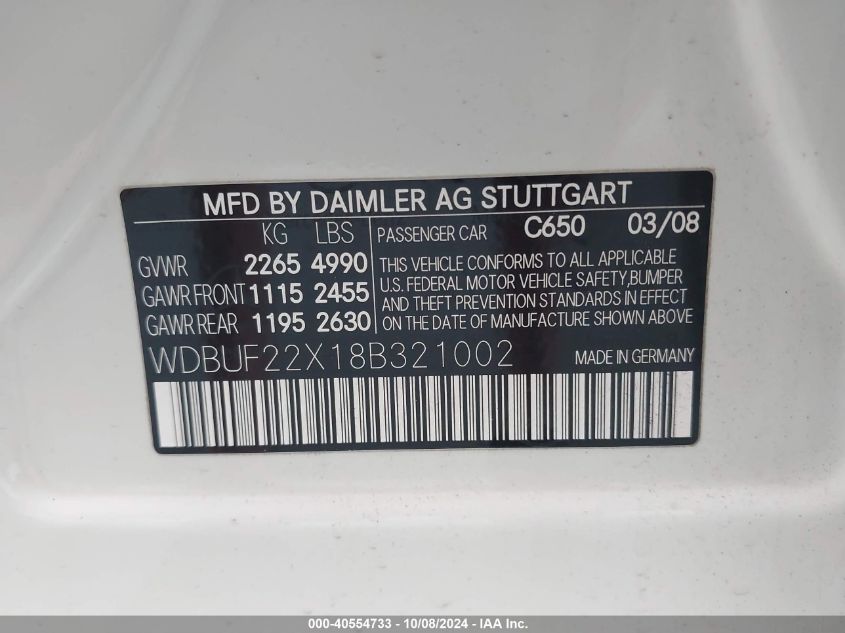 MFD BY DAIMLER AG STUTTGART
KG LBS
PASSENGER CAR C650 03/08
GVWR 2265 4990
GAWR FRONT 1115 2455
GAWR REAR 1195 2630
THIS VEHICLE CONFORMS TO ALL APPLICABLE
U.S. FEDERAL MOTOR VEHICLE SAFETY,BUMPER
AND THEFT PREVENTION STANDARDS IN EFFECT
ON THE DATE OF MANUFACTURE SHOWN ABOVE
WDBUF22X18B321002
MADE IN GERMANY
000-40554733 - 10/08/2024 - IAA Inc.